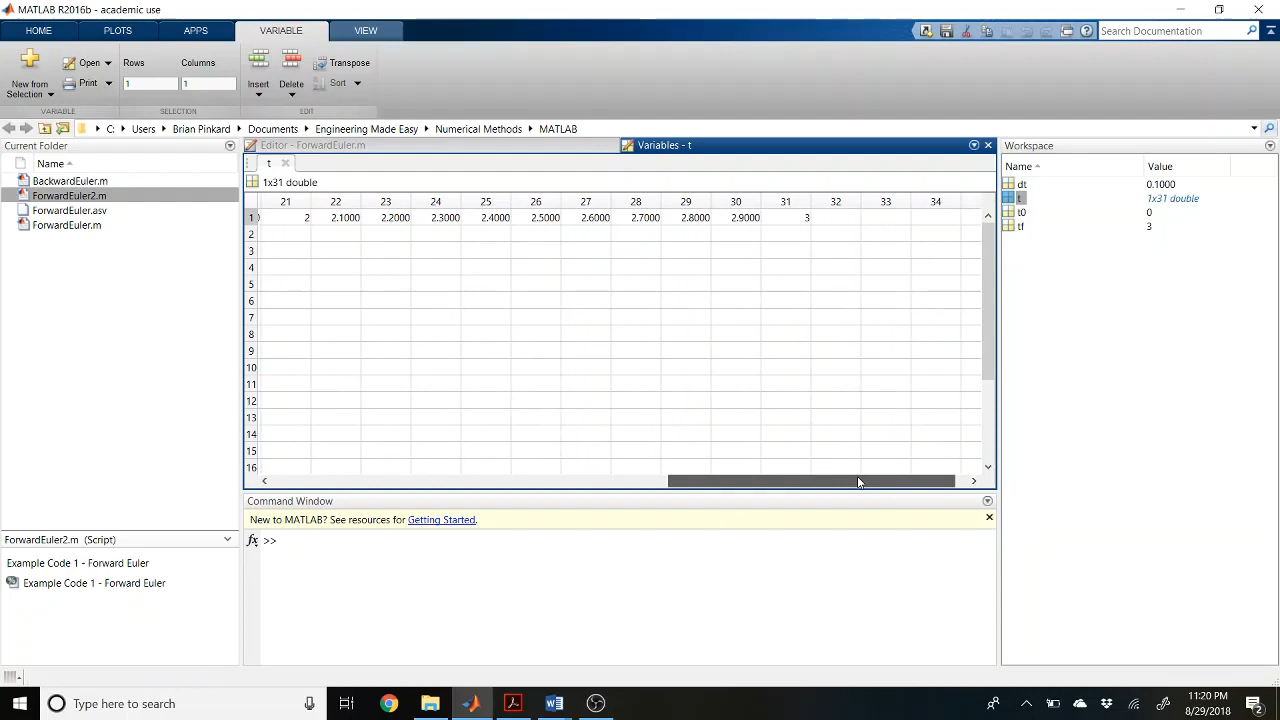 MATLAB R2016b - academic use
HOME PLOTS APPS VARIABLE VIEW
Search Documentation
New from Selection
Open
Print
Rows Columns
1 1
Insert Delete
Transpose
Sort
VARIABLE SELECTION EDIT
C: Users Brian Pinkard Documents Engineering Made Easy Numerical Methods MATLAB
Current Folder
Name
BackwardEuler.m
ForwardEuler2.m
ForwardEuler.asv
ForwardEuler.m
ForwardEuler2.m (Script)
Example Code 1 - Forward Euler
Example Code 1 - Forward Euler
Editor - ForwardEuler.m
Variables - t
t
1x31 double
21 22 23 24 25 26 27 28 29 30 31 32 33 34
1 2.1000 2.2000 2.3000 2.4000 2.5000 2.6000 2.7000 2.8000 2.9000 3
2
3
4
5
6
7
8
9
10
11
12
13
14
15
16
Command Window
New to MATLAB? See resources for Getting Started.
fx >>
Workspace
Name Value
dt 0.1000
t 1x31 double
t0 0
tf 3
Type here to search
11:20 PM
8/29/2018
2